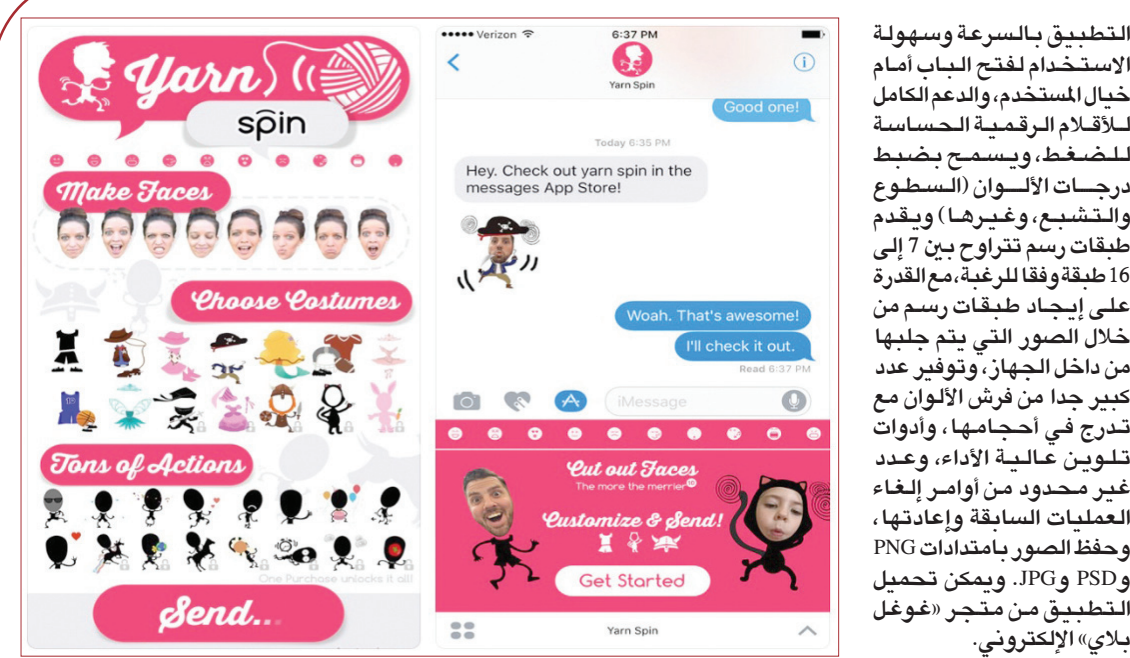 Yarn
spin
Make Faces
Choose Costumes
Tons of Actions
One Purchase unlocks it all!
Send...
Verizon
6:37 PM
Yarn Spin
Good one!
Today 6:35 PM
Hey. Check out yarn spin in the
messages App Store!
Woah. That's awesome!
I'll check it out.
Read 6:37 PM
iMessage
Cut out Faces
The more the merrier
Customize & Send!
Get Started
Yarn Spin
التطبيق بالسرعة وسهولة
الاستخدام لفتح الباب أمام
خيال المستخدم، والدعم الكامل
للأقلام الرقمية الحساسة
للضغط، ويسمح بضبط
درجات الألوان (السطوع
والتشبع، وغيرها) ويقدم
طبقات رسم تتراوح بين 7 إلى
16 طبقة وفقا للرغبة، مع القدرة
على إيجاد طبقات رسم من
خلال الصور التي يتم جلبها
من داخل الجهاز، وتوفير عدد
كبير جدا من فرش الألوان مع
تدرج في أحجامها، وأدوات
تلوين عالية الأداء، وعدد
غير محدود من أوامر إلغاء
العمليات السابقة وإعادتها،
وحفظ الصور بامتدادات PNG
وPSD وJPG. ويمكن تحميل
التطبيق من متجر «غوغل
بلاي» الإلكتروني.